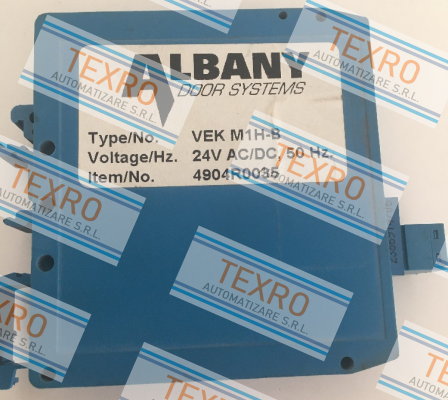 ALBANY
DOOR SYSTEMS
Type/No. VEK M1H-B
Voltage/Hz. 24V AC/DC, 50 Hz.
Item/No. 4904R0035
TEXRO
AUTOMATIZARE S.R.L.
TEXRO
AUTOMATIZARE S.R.L.
TEXRO
AUTOMATIZARE S.R.L.
TEXRO
AUTOMATIZARE S.R.L.
TEXRO
AUTOMATIZARE S.R.L.
TEXRO
TEXRO